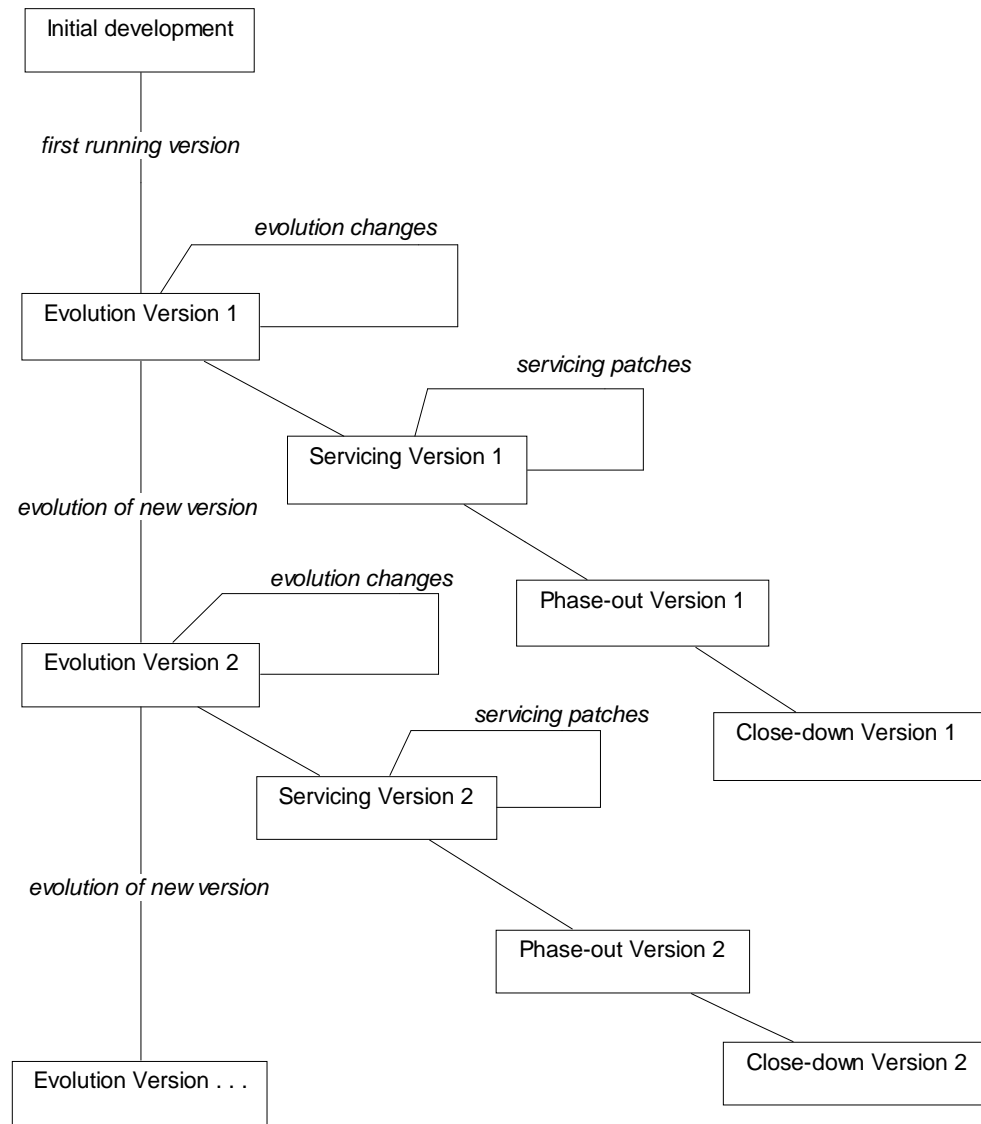 Initial development
first running version
evolution changes
Evolution Version 1
servicing patches
Servicing Version 1
evolution of new version
evolution changes
Phase-out Version 1
Evolution Version 2
servicing patches
Close-down Version 1
Servicing Version 2
evolution of new version
Phase-out Version 2
Close-down Version 2
Evolution Version . . .